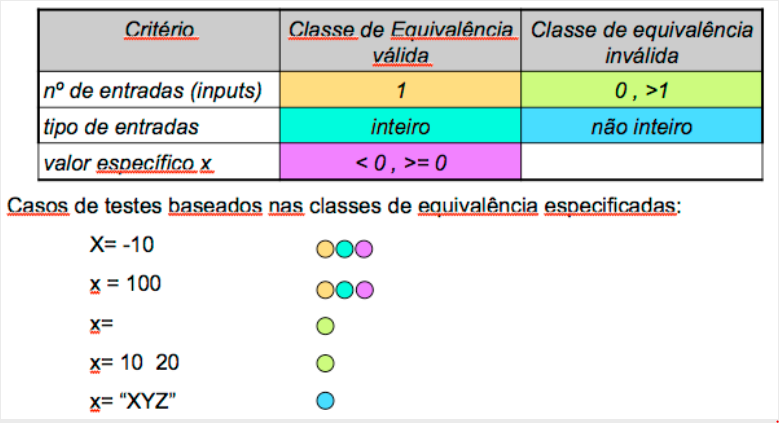 Critério Classe de Equivalência válida Classe de equivalência inválida
nº de entradas (inputs) 1 0 , >1
tipo de entradas inteiro não inteiro
valor específico x < 0 , >= 0
Casos de testes baseados nas classes de equivalência especificadas:
X= -10
x = 100
x=
x= 10 20
x= “XYZ”